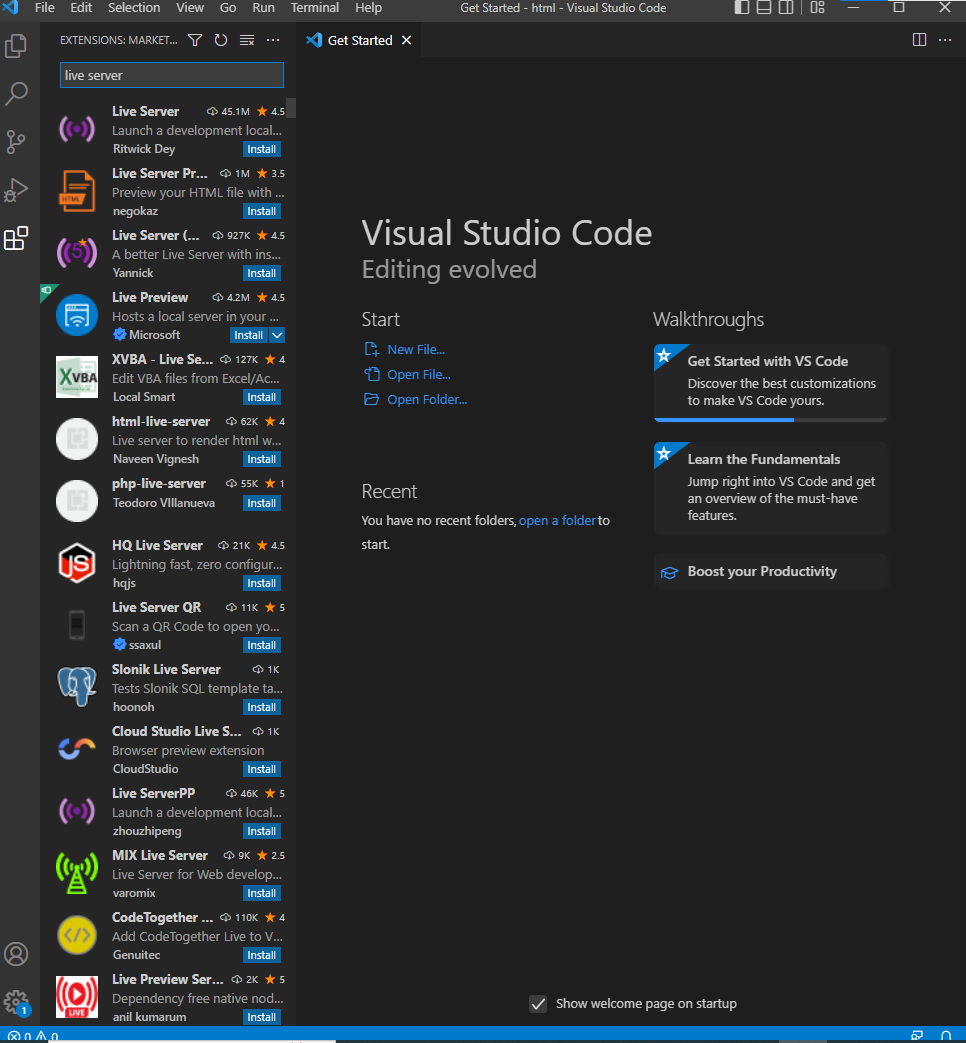 File Edit Selection View Go Run Terminal Help
Get Started - html - Visual Studio Code
EXTENSIONS: MARKET...
live server
Live Server 45.1M 4.5
Launch a development local...
Ritwick Dey Install
Live Server Pr... 1M 3.5
Preview your HTML file with ...
negokaz Install
Live Server (... 927K 4.5
A better Live Server with ins...
Yannick Install
Live Preview 4.2M 4.5
Hosts a local server in your ...
Microsoft Install
XVBA - Live Se... 127K 4
Edit VBA files from Excel/Ac...
Local Smart Install
html-live-server 62K 4
Live server to render html w...
Naveen Vignesh Install
php-live-server 55K 1
Teodoro VIllanueva Install
HQ Live Server 21K 4.5
Lightning fast, zero configur...
hqjs Install
Live Server QR 11K 5
Scan a QR Code to open yo...
ssaxul Install
Slonik Live Server 1K
Tests Slonik SQL template ta...
hoonoh Install
Cloud Studio Live S... 1K
Browser preview extension
CloudStudio Install
Live ServerPP 46K 5
Launch a development local...
zhouzhipeng Install
MIX Live Server 9K 2.5
Live Server for Web develop...
varomix Install
CodeTogether ... 110K 4
Add CodeTogether Live to V...
Genuitec Install
Live Preview Ser... 2K 5
Dependency free native nod...
anil kumarum Install
HTML
5
XVBA
JS
LIVE
1
0 0
Get Started
Visual Studio Code
Editing evolved
Start
New File...
Open File...
Open Folder...
Recent
You have no recent folders, open a folder to
start.
Walkthroughs
Get Started with VS Code
Discover the best customizations
to make VS Code yours.
Learn the Fundamentals
Jump right into VS Code and get
an overview of the must-have
features.
Boost your Productivity
Show welcome page on startup